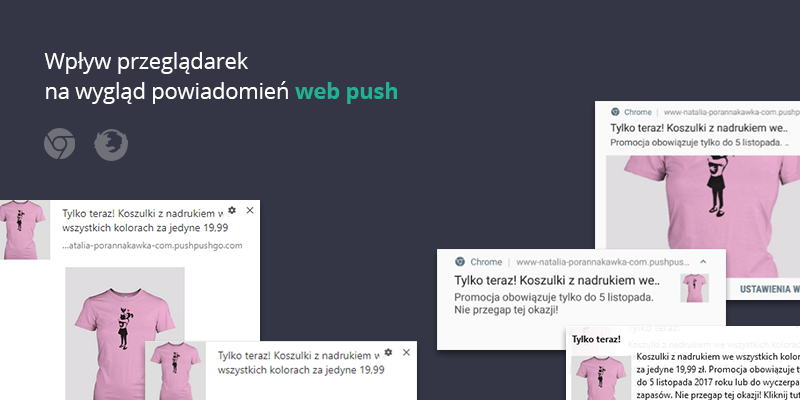 Wpływ przeglądarek
na wygląd powiadomień web push
Chrome | www-natalia-porannakawka-com.pushp
Tylko teraz! Koszulki z nadrukiem we..
Promocja obowiązuje tylko do 5 listopada. ..
USTAWIENIA W
Tylko teraz! Koszulki z nadrukiem w
wszystkich kolorach za jedyne 19,99
...atalia-porannakawka-com.pushpushgo.com
Chrome | www-natalia-porannakawka-com.pushpus...
Tylko teraz! Koszulki z nadrukiem we..
Promocja obowiązuje tylko do 5 listopada.
Nie przegap tej okazji!
Tylko teraz! Koszulki z nadrukiem w
wszystkich kolorach za jedyne 19,99
Tylko teraz!
Koszulki z nadrukiem we wszystkich kolorac
za jedyne 19,99 zł. Promocja obowiązuje t
do 5 listopada 2017 roku lub do wyczerpa
zapasów. Nie przegap tej okazji! Kliknij tut